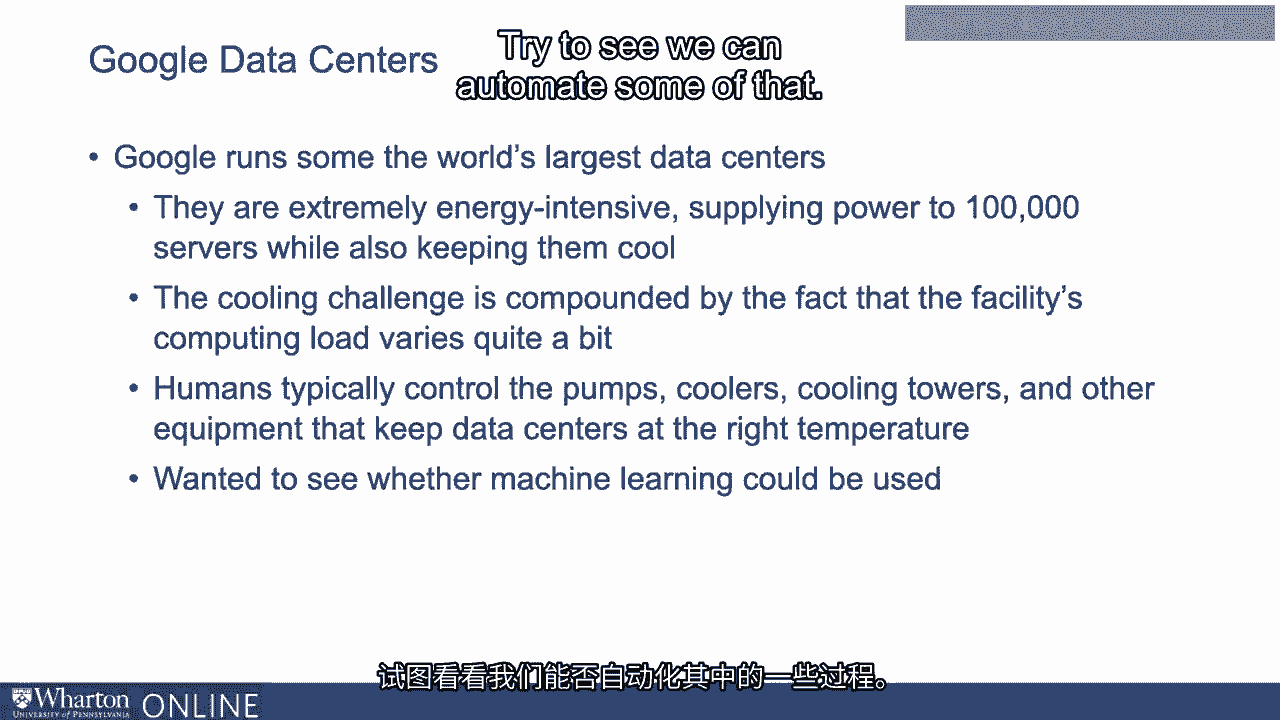 Google Data Centers
Try to see we can
automate some of that.
• Google runs some the world's largest data centers
• They are extremely energy-intensive, supplying power to 100,000
servers while also keeping them cool
• The cooling challenge is compounded by the fact that the facility's
computing load varies quite a bit
• Humans typically control the pumps, coolers, cooling towers, and other
equipment that keep data centers at the right temperature
• Wanted to see whether machine learning could be used
试图看看我们能否自动化其中的一些过程。
Wharton ONLINE
UNIVERSITY of PENNSYLVANIA